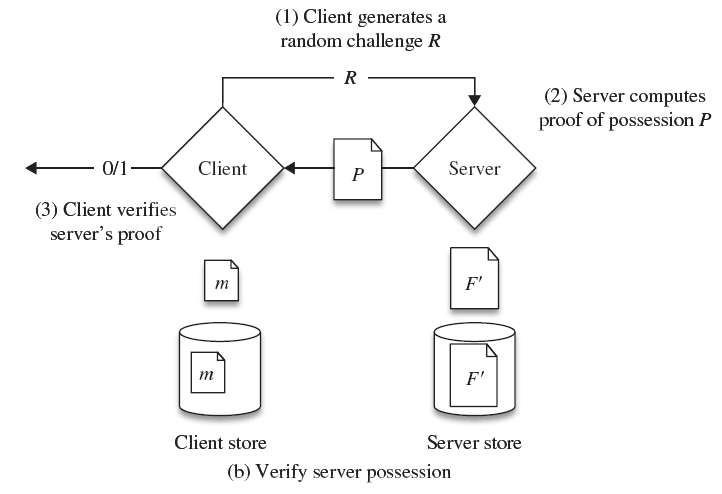 (1) Client generates a
random challenge R
R
(2) Server computes
proof of possession P
0/1
Client
P
Server
(3) Client verifies
server's proof
m
F′
m
F′
Client store
Server store
(b) Verify server possession